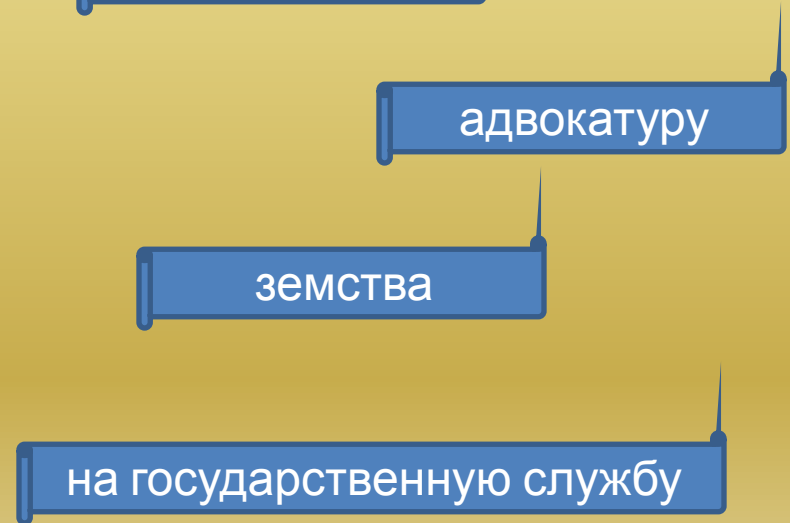 адвокатуру
земства
на государственную службу